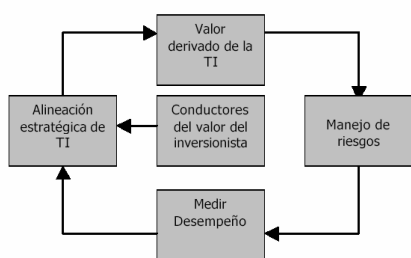 Valor
derivado de la
TI
Alineación
estratégica de
TI
Conductores
del valor del
inversionista
Manejo de
riesgos
Medir
Desempeño